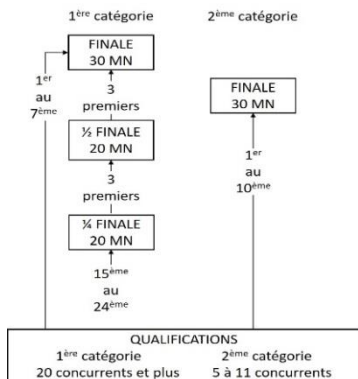 1ère catégorie 2ème catégorie
FINALE
30 MN
1er
au
7ème
3
premiers
FINALE
30 MN
½ FINALE
20 MN
3
premiers
1er
au
10ème
¼ FINALE
20 MN
15ème
au
24ème
QUALIFICATIONS
1ère catégorie 2ème catégorie
20 concurrents et plus 5 à 11 concurrents